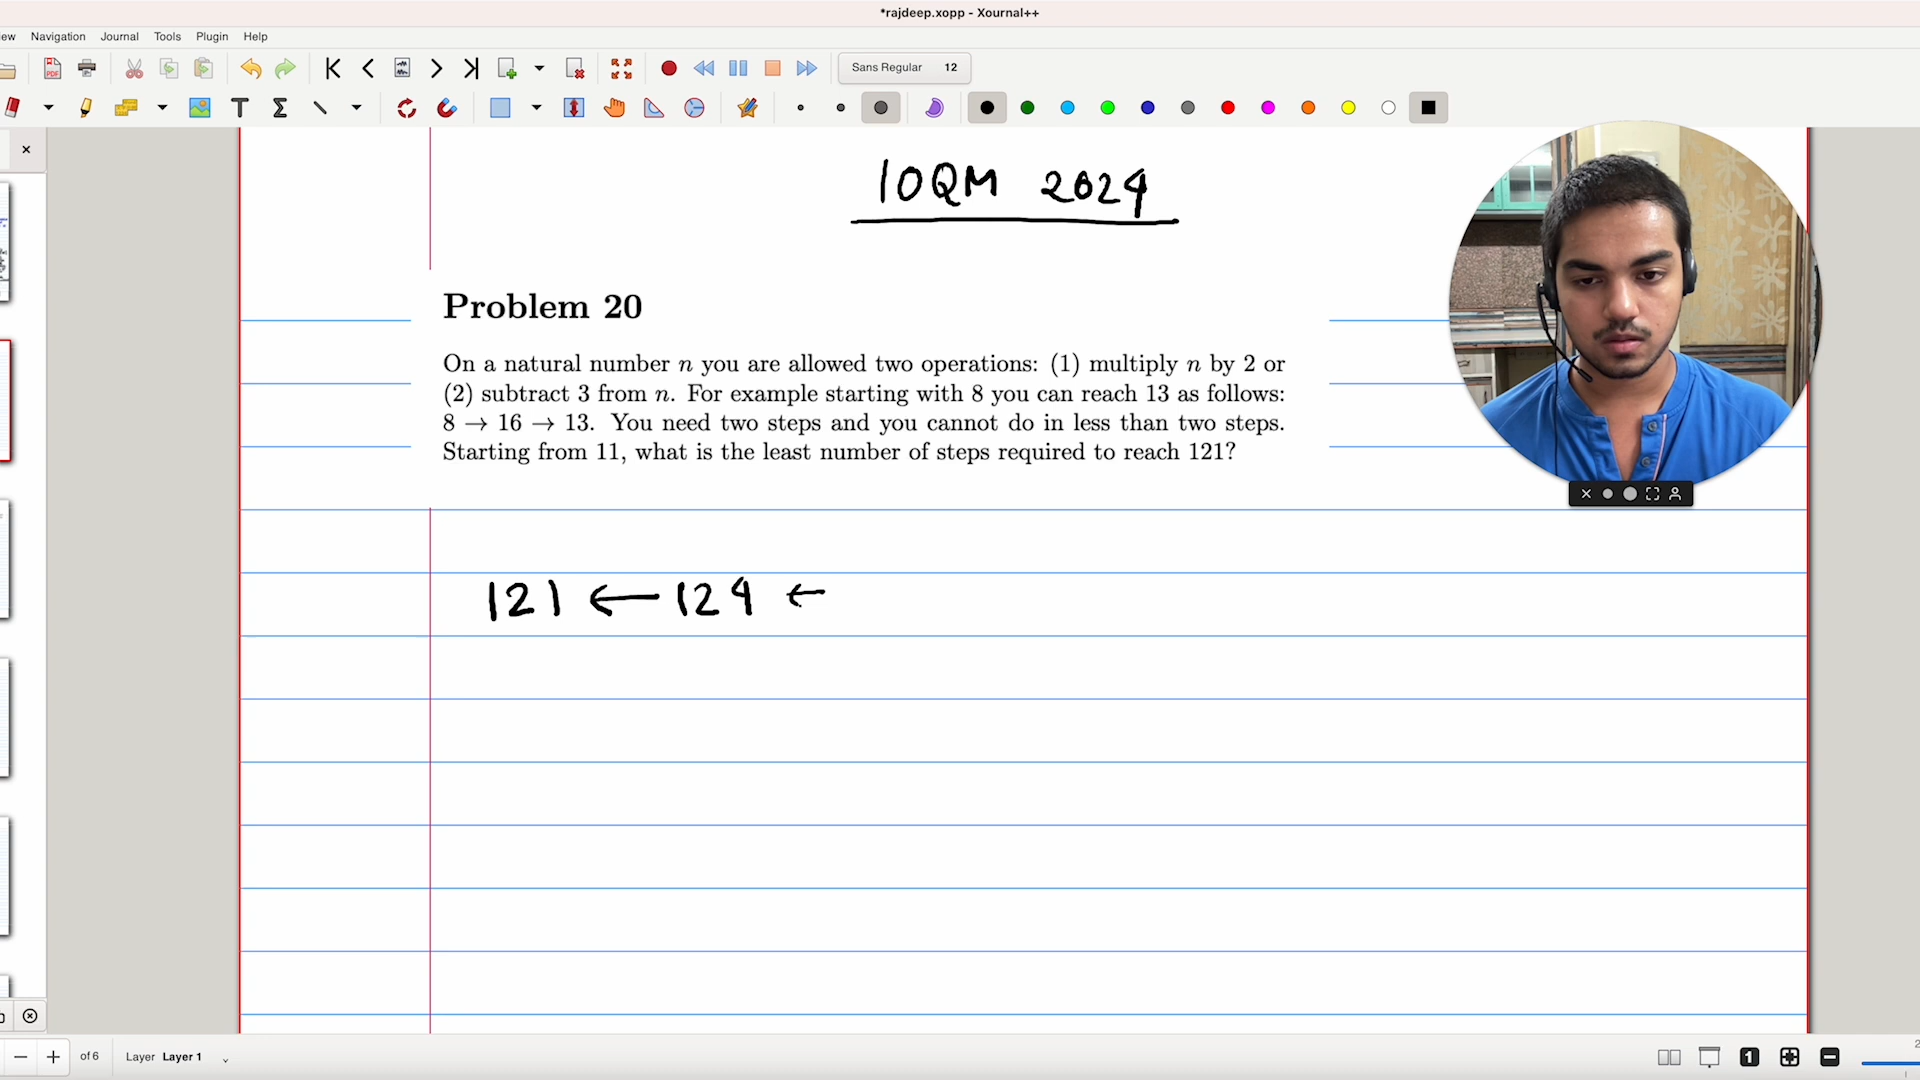 *rajdeep.xopp - Xournal++
ew Navigation Journal Tools Plugin Help
Sans Regular 12
IOQM 2024
Problem 20
On a natural number n you are allowed two operations: (1) multiply n by 2 or
(2) subtract 3 from n. For example starting with 8 you can reach 13 as follows:
8 → 16 → 13. You need two steps and you cannot do in less than two steps.
Starting from 11, what is the least number of steps required to reach 121?
121 ← 124 ←
of 6 Layer Layer 1